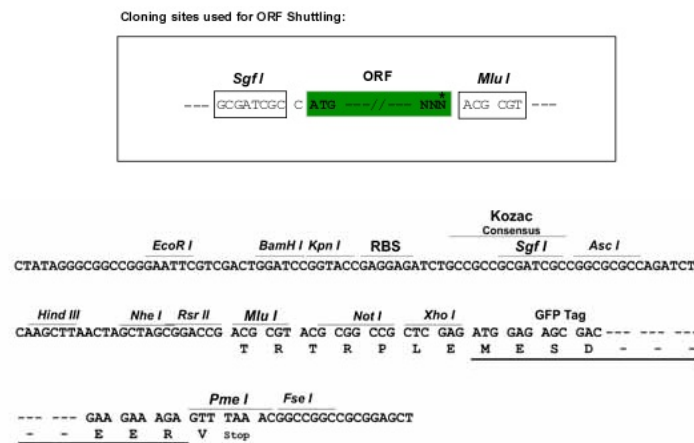 Cloning sites used for ORF Shuttling:
Sgf I ORF Mlu I
--- GCGATCGC C ATG ---//--- NNN* ACG CGT ---
Kozac
Consensus
EcoR I BamH I Kpn I RBS Sgf I Asc I
CTATAGGGCGGCCGGGAATTCGTCGACTGGATCCGGTACCGAGGAGATCTGCCGCCGCGATCGCCGGCGCGCCAGATCT
Hind III Nhe I Rsr II Mlu I Not I Xho I GFP Tag
CAAGCTTAACTAGCTAGCGGACCG ACG CGT ACG CGG CCG CTC GAG ATG GAG AGC GAC --- --- ---
T R T R P L E M E S D - - -
Pme I Fse I
--- --- GAA GAA AGA GTT TAA ACGGCCGGCCGCGGAGCT
- - E E R V Stop